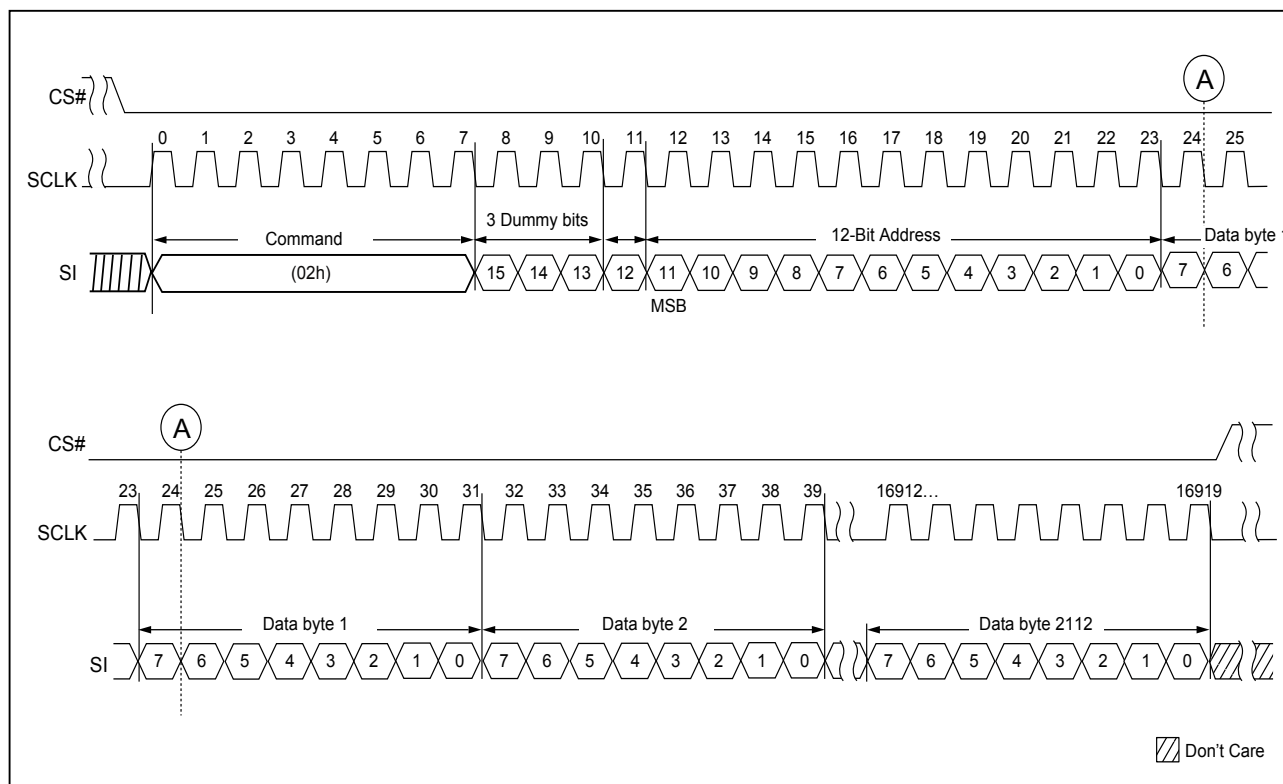 A
CS#
0 1 2 3 4 5 6 7 8 9 10 11 12 13 14 15 16 17 18 19 20 21 22 23 24 25
SCLK
3 Dummy bits
Command 12-Bit Address Data byte 1
SI (02h) 15 14 13 12 11 10 9 8 7 6 5 4 3 2 1 0 7 6
MSB
A
CS#
23 24 25 26 27 28 29 30 31 32 33 34 35 36 37 38 39 16912… 16919
SCLK
Data byte 1 Data byte 2 Data byte 2112
SI 7 6 5 4 3 2 1 0 7 6 5 4 3 2 1 0 7 6 5 4 3 2 1 0
Don't Care